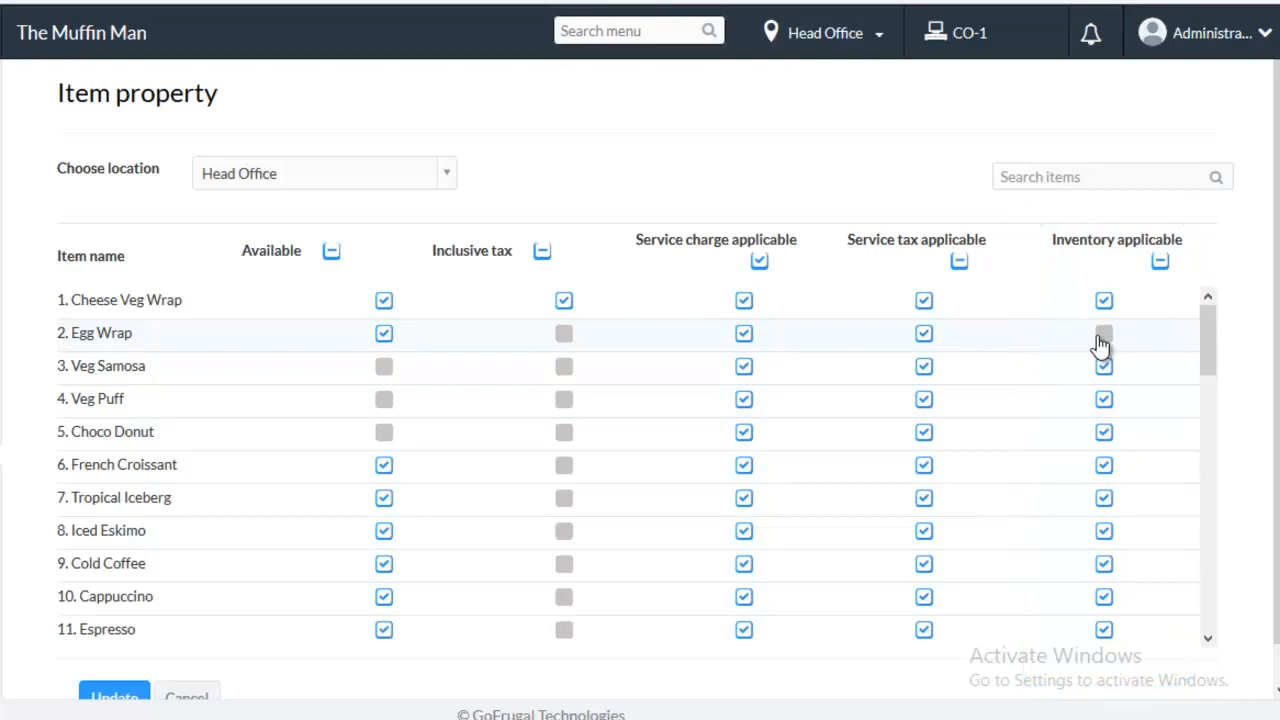 The Muffin Man
Search menu
Head Office
CO-1
Administra...
Item property
Choose location
Head Office
Search items
Item name
Available
Inclusive tax
Service charge applicable
Service tax applicable
Inventory applicable
1. Cheese Veg Wrap
2. Egg Wrap
3. Veg Samosa
4. Veg Puff
5. Choco Donut
6. French Croissant
7. Tropical Iceberg
8. Iced Eskimo
9. Cold Coffee
10. Cappuccino
11. Espresso
Activate Windows
Go to Settings to activate Windows.
Update
Cancel
© GoFrugal Technologies